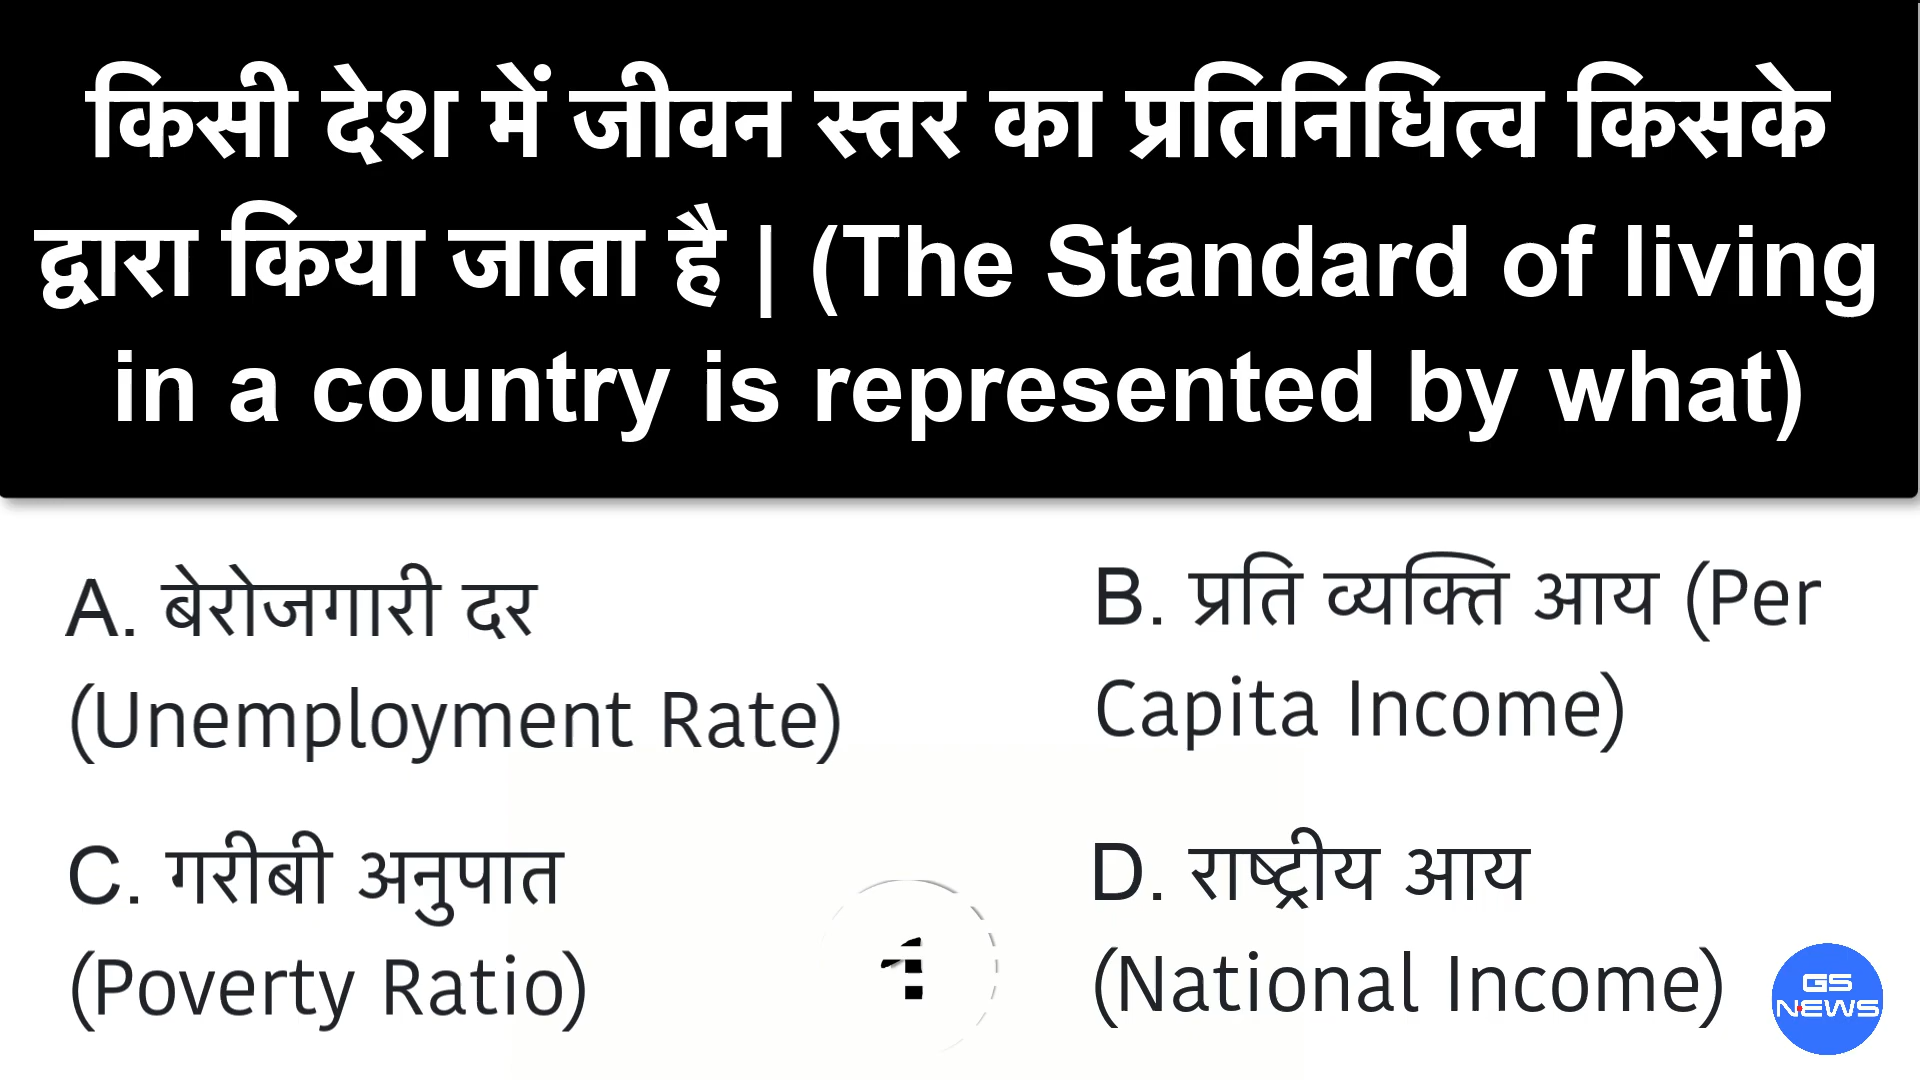 किसी देश में जीवन स्तर का प्रतिनिधित्व किसके
द्वारा किया जाता है | (The Standard of living
in a country is represented by what)
A. बेरोजगारी दर
(Unemployment Rate)
B. प्रति व्यक्ति आय (Per
Capita Income)
C. गरीबी अनुपात
(Poverty Ratio)
D. राष्ट्रीय आय
(National Income)
1
GS
NEWS